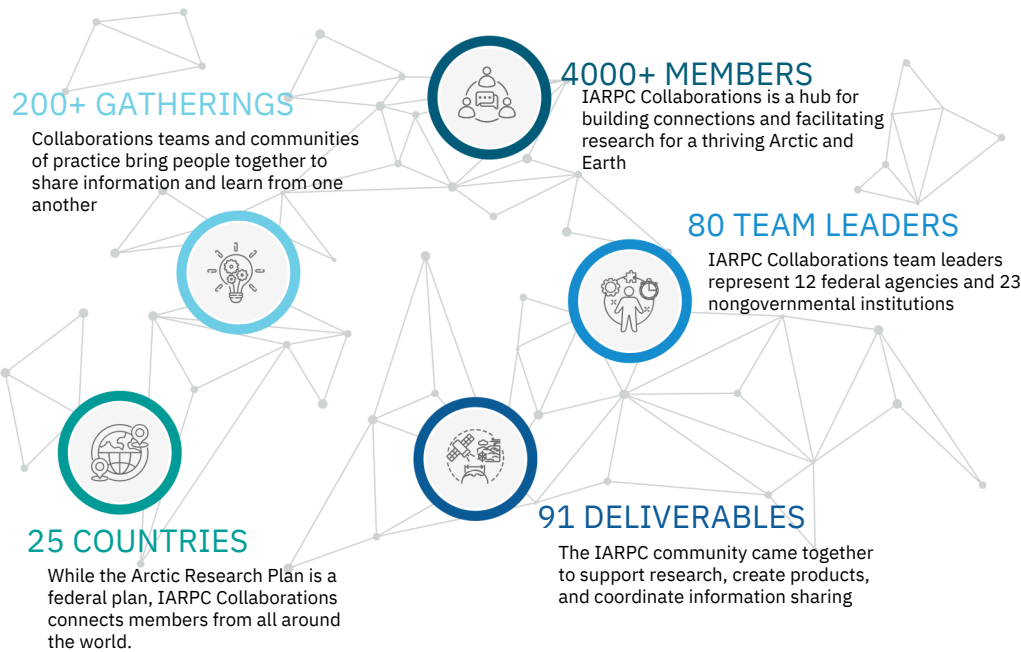 200+ GATHERINGS
Collaborations teams and communities
of practice bring people together to
share information and learn from one
another
4000+ MEMBERS
IARPC Collaborations is a hub for
building connections and facilitating
research for a thriving Arctic and
Earth
80 TEAM LEADERS
IARPC Collaborations team leaders
represent 12 federal agencies and 23
nongovernmental institutions
25 COUNTRIES
While the Arctic Research Plan is a
federal plan, IARPC Collaborations
connects members from all around
the world.
91 DELIVERABLES
The IARPC community came together
to support research, create products,
and coordinate information sharing